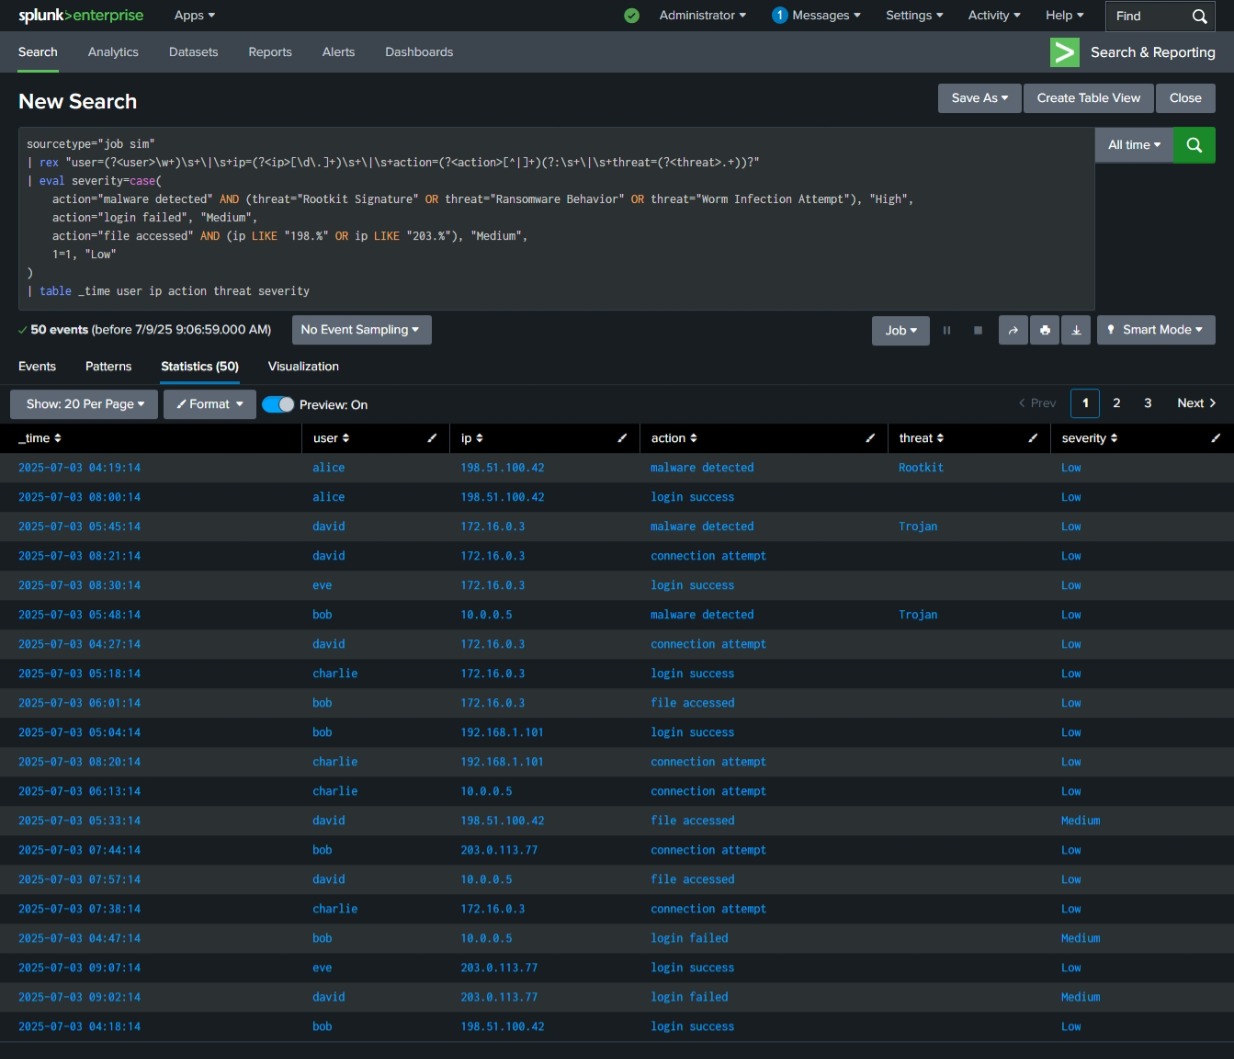 splunk>enterprise Apps ▾ Administrator ▾ 1 Messages ▾ Settings ▾ Activity ▾ Help ▾ Find
Search Analytics Datasets Reports Alerts Dashboards > Search & Reporting
New Search Save As ▾ Create Table View Close
sourcetype="job sim"
| rex "user=(?<user>\w+)\s+\|\s+ip=(?<ip>[\d\.]+)\s+\|\s+action=(?<action>[^|]+)(?:\s+\|\s+threat=(?<threat>.+))?"
| eval severity=case(
action="malware detected" AND (threat="Rootkit Signature" OR threat="Ransomware Behavior" OR threat="Worm Infection Attempt"), "High",
action="login failed", "Medium",
action="file accessed" AND (ip LIKE "198.%" OR ip LIKE "203.%"), "Medium",
1=1, "Low"
)
| table _time user ip action threat severity
All time ▾
✓ 50 events (before 7/9/25 9:06:59.000 AM) No Event Sampling ▾ Job ▾ Smart Mode ▾
Events Patterns Statistics (50) Visualization
Show: 20 Per Page ▾ Format ▾ Preview: On < Prev 1 2 3 Next >
_time user ip action threat severity
2025-07-03 04:19:14 alice 198.51.100.42 malware detected Rootkit Low
2025-07-03 08:00:14 alice 198.51.100.42 login success Low
2025-07-03 05:45:14 david 172.16.0.3 malware detected Trojan Low
2025-07-03 08:21:14 david 172.16.0.3 connection attempt Low
2025-07-03 08:30:14 eve 172.16.0.3 login success Low
2025-07-03 05:48:14 bob 10.0.0.5 malware detected Trojan Low
2025-07-03 04:27:14 david 172.16.0.3 connection attempt Low
2025-07-03 05:18:14 charlie 172.16.0.3 login success Low
2025-07-03 06:01:14 bob 172.16.0.3 file accessed Low
2025-07-03 05:04:14 bob 192.168.1.101 login success Low
2025-07-03 08:20:14 charlie 192.168.1.101 connection attempt Low
2025-07-03 06:13:14 charlie 10.0.0.5 connection attempt Low
2025-07-03 05:33:14 david 198.51.100.42 file accessed Medium
2025-07-03 07:44:14 bob 203.0.113.77 connection attempt Low
2025-07-03 07:57:14 david 10.0.0.5 file accessed Low
2025-07-03 07:38:14 charlie 172.16.0.3 connection attempt Low
2025-07-03 04:47:14 bob 10.0.0.5 login failed Medium
2025-07-03 09:07:14 eve 203.0.113.77 login success Low
2025-07-03 09:02:14 david 203.0.113.77 login failed Medium
2025-07-03 04:18:14 bob 198.51.100.42 login success Low